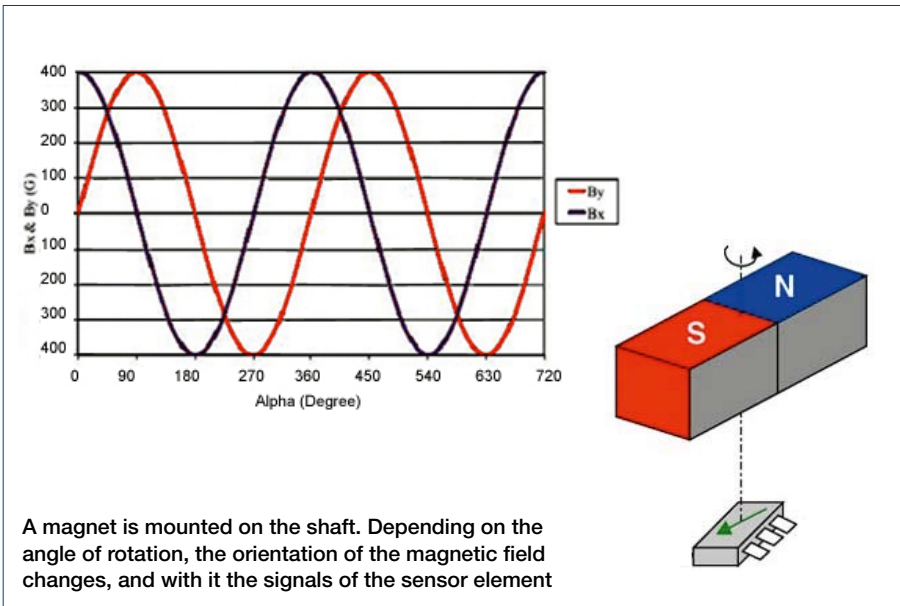 400
300
200
100
0
100
200
300
400
Bx & By (G)
0 90 180 270 360 450 540 630 720
Alpha (Degree)
By
Bx
N
S
A magnet is mounted on the shaft. Depending on the
angle of rotation, the orientation of the magnetic field
changes, and with it the signals of the sensor element